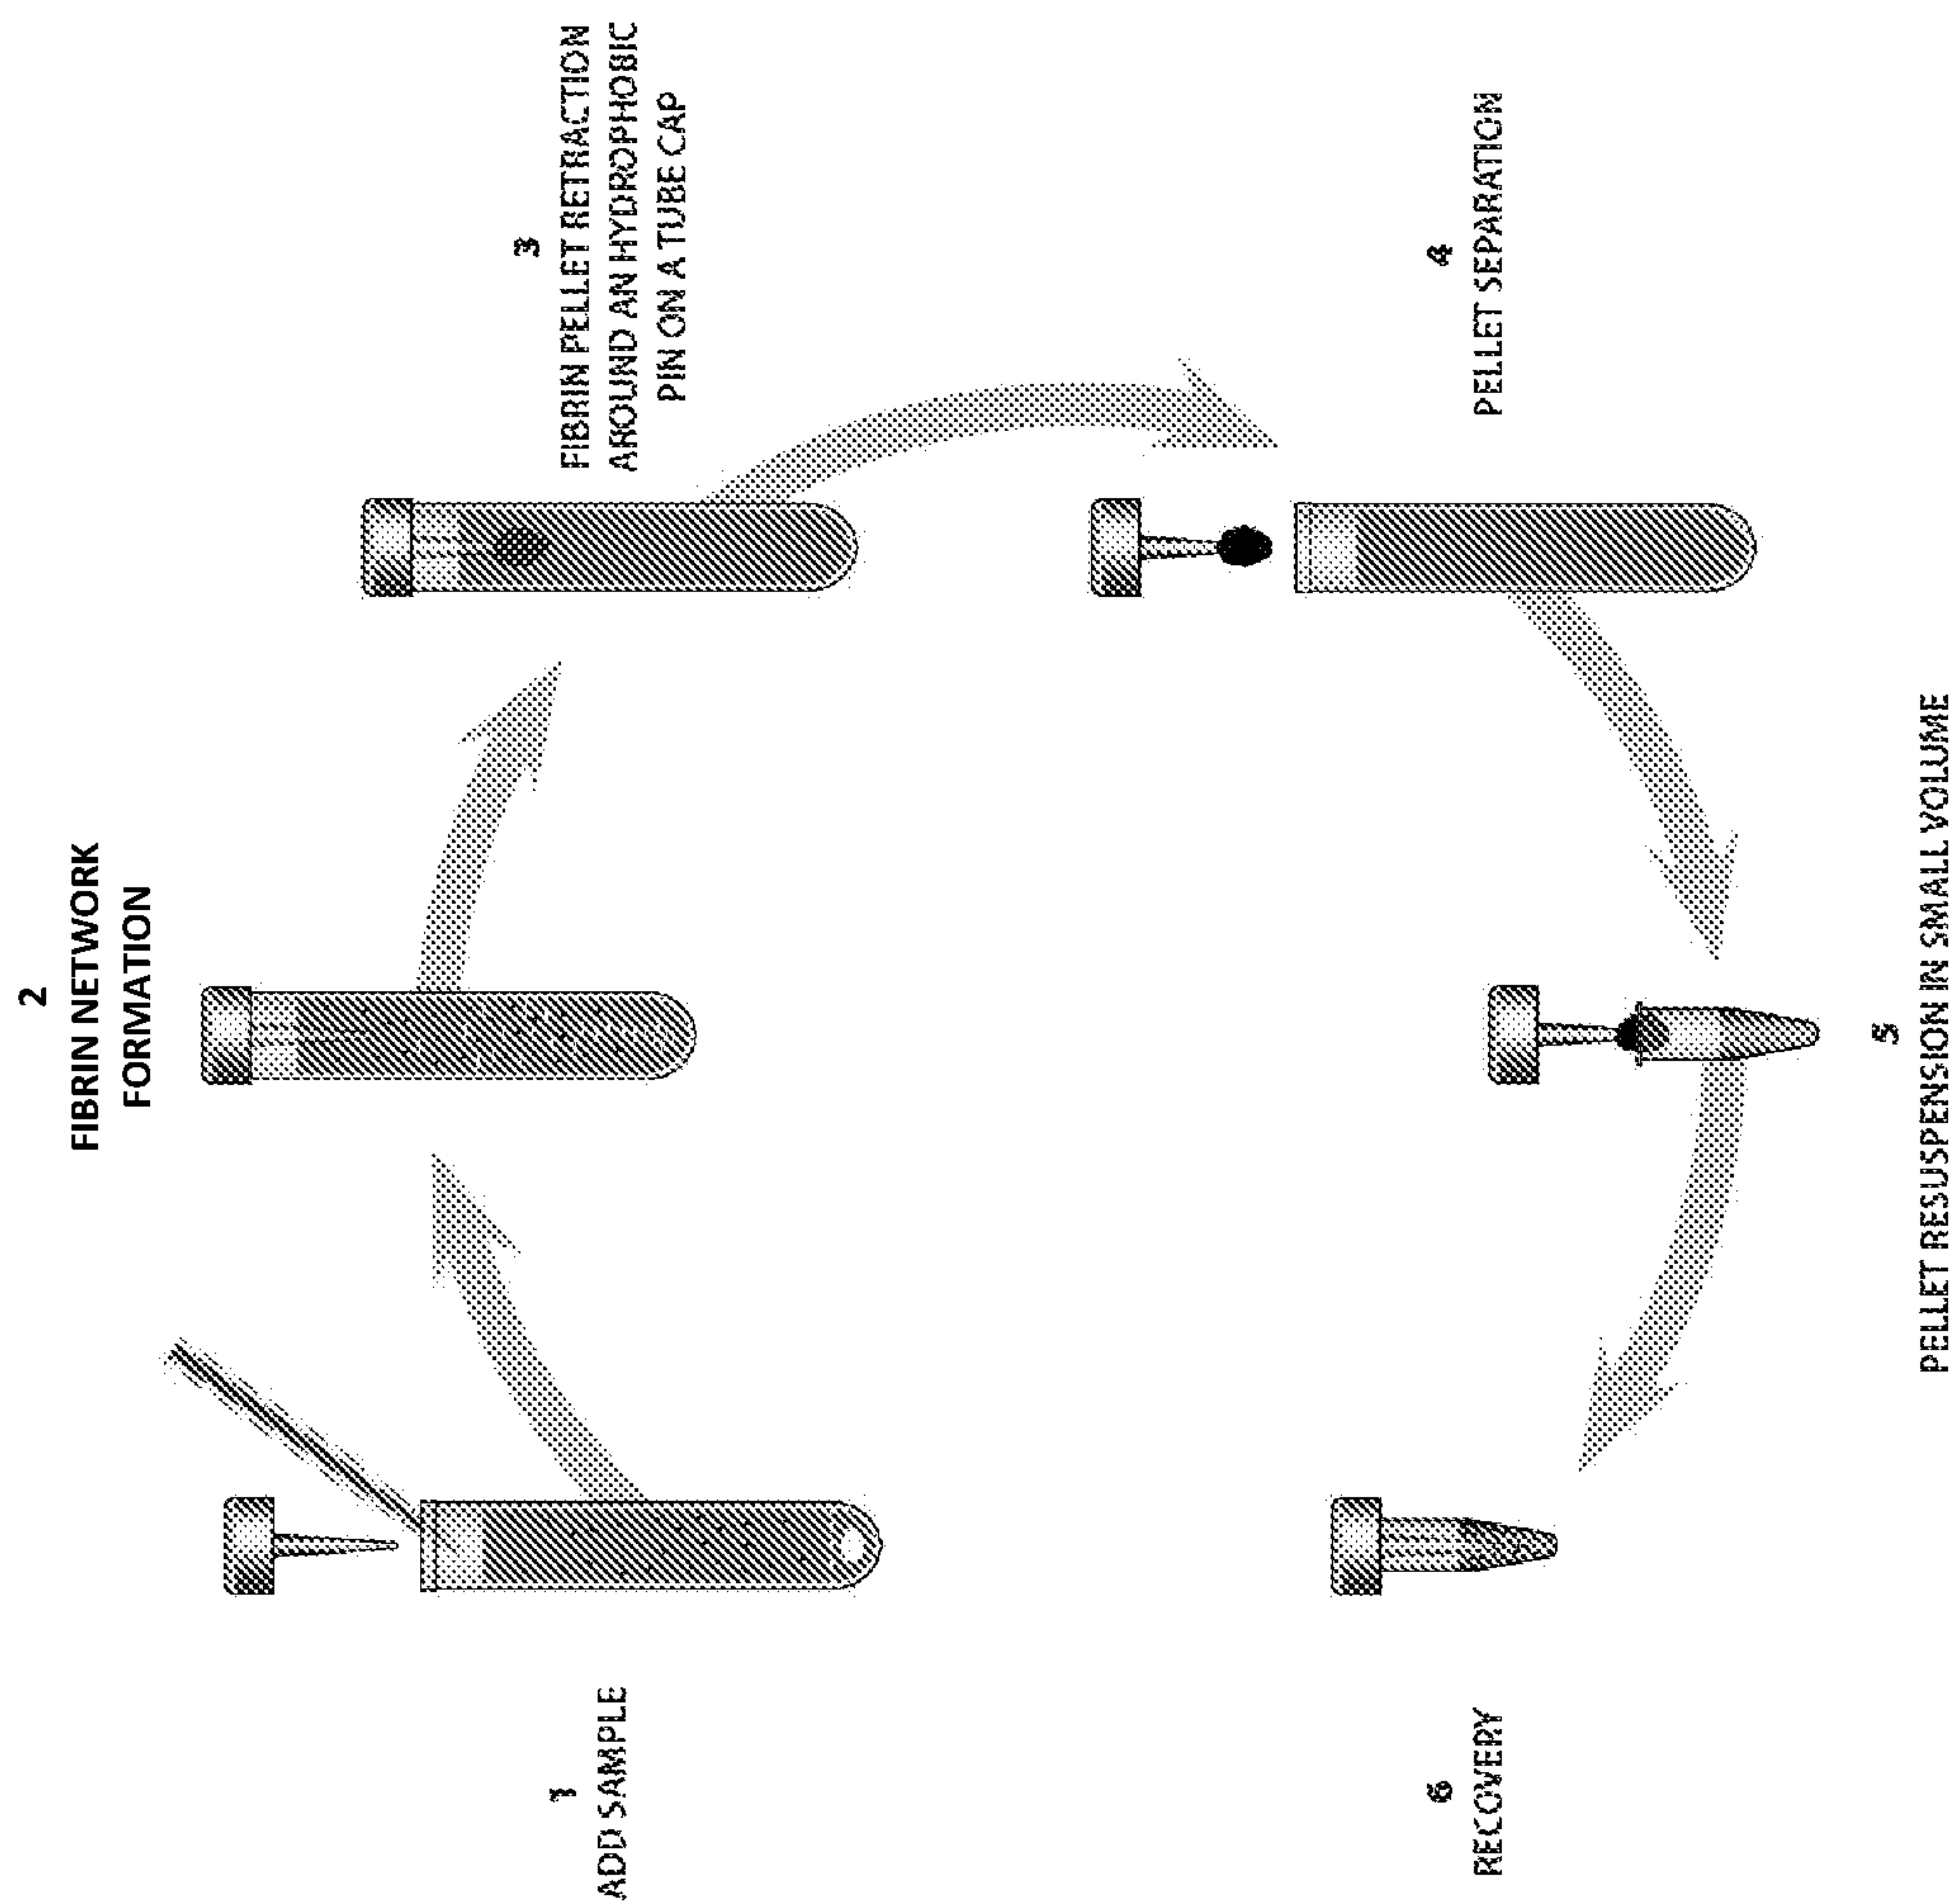 1
ADD SAMPLE
2
FIBRIN NETWORK
FORMATION
3
FIBRIN PELLET RETRACTION
AROUND AN HYDROPHOBIC
PIN ON A TUBE CAP
4
PELLET SEPARATION
5
PELLET RESUSPENSION IN SMALL VOLUME
6
RECOVERY